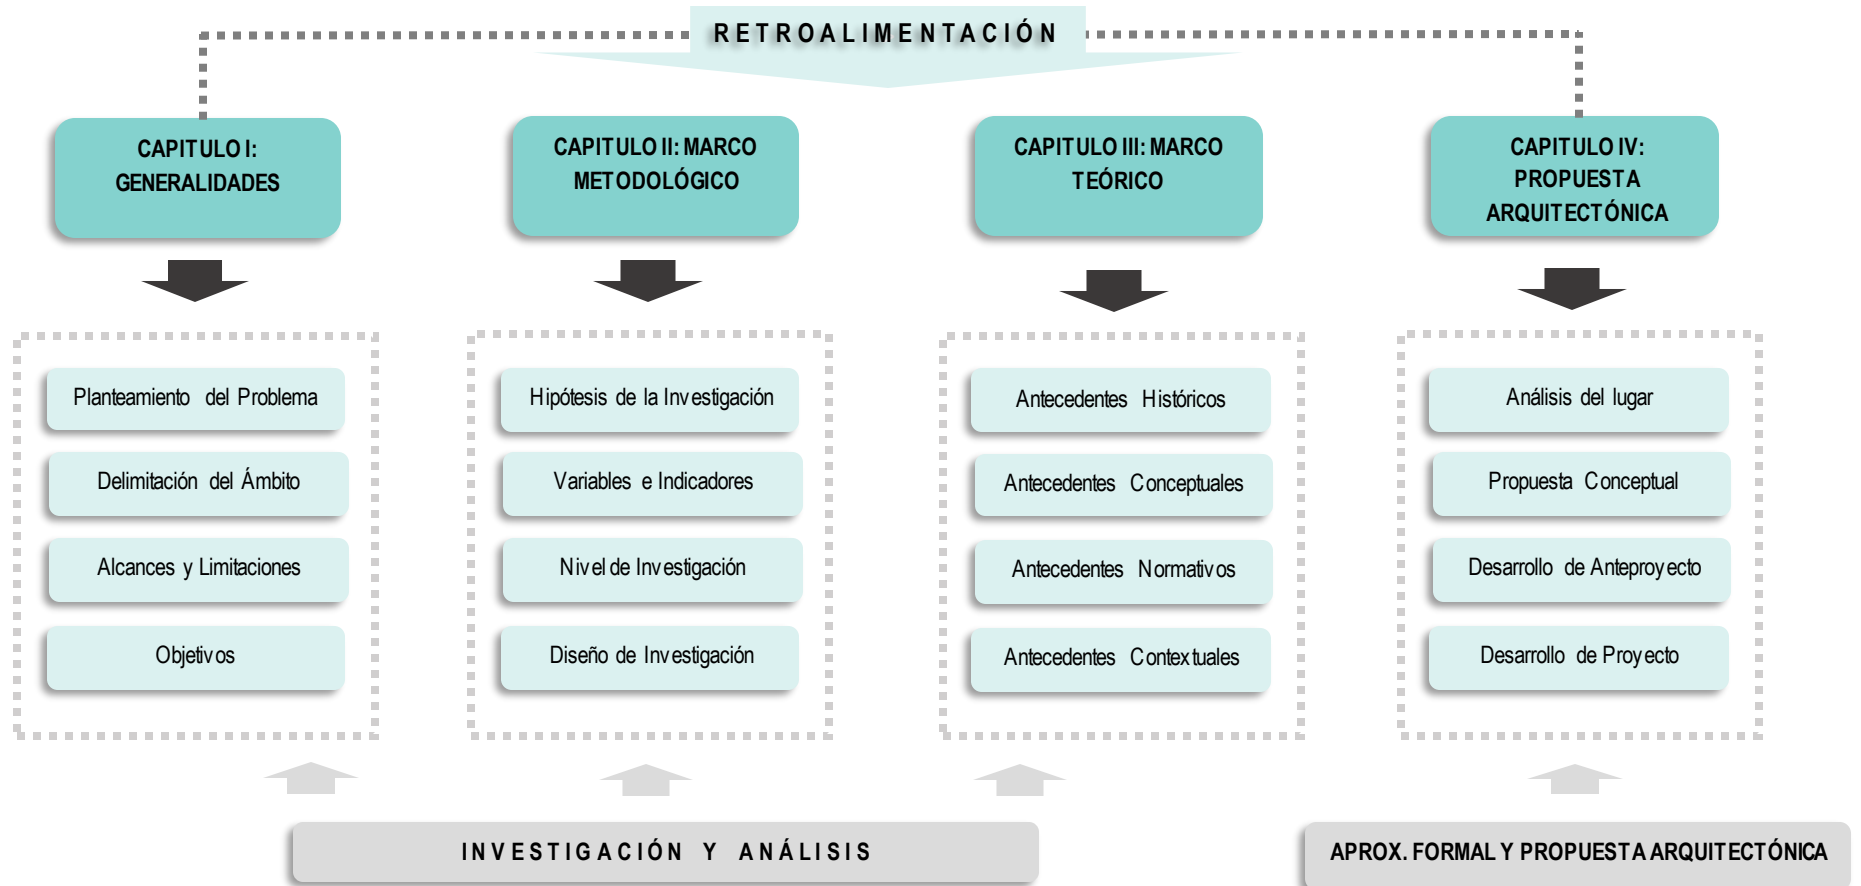 RETROALIMENTACIÓN
CAPITULO I:
GENERALIDADES
CAPITULO II: MARCO
METODOLÓGICO
CAPITULO III: MARCO
TEÓRICO
CAPITULO IV:
PROPUESTA
ARQUITECTÓNICA
Planteamiento del Problema
Delimitación del Ámbito
Alcances y Limitaciones
Objetivos
Hipótesis de la Investigación
Variables e Indicadores
Nivel de Investigación
Diseño de Investigación
Antecedentes Históricos
Antecedentes Conceptuales
Antecedentes Normativos
Antecedentes Contextuales
Análisis del lugar
Propuesta Conceptual
Desarrollo de Anteproyecto
Desarrollo de Proyecto
INVESTIGACIÓN Y ANÁLISIS
APROX. FORMAL Y PROPUESTA ARQUITECTÓNICA